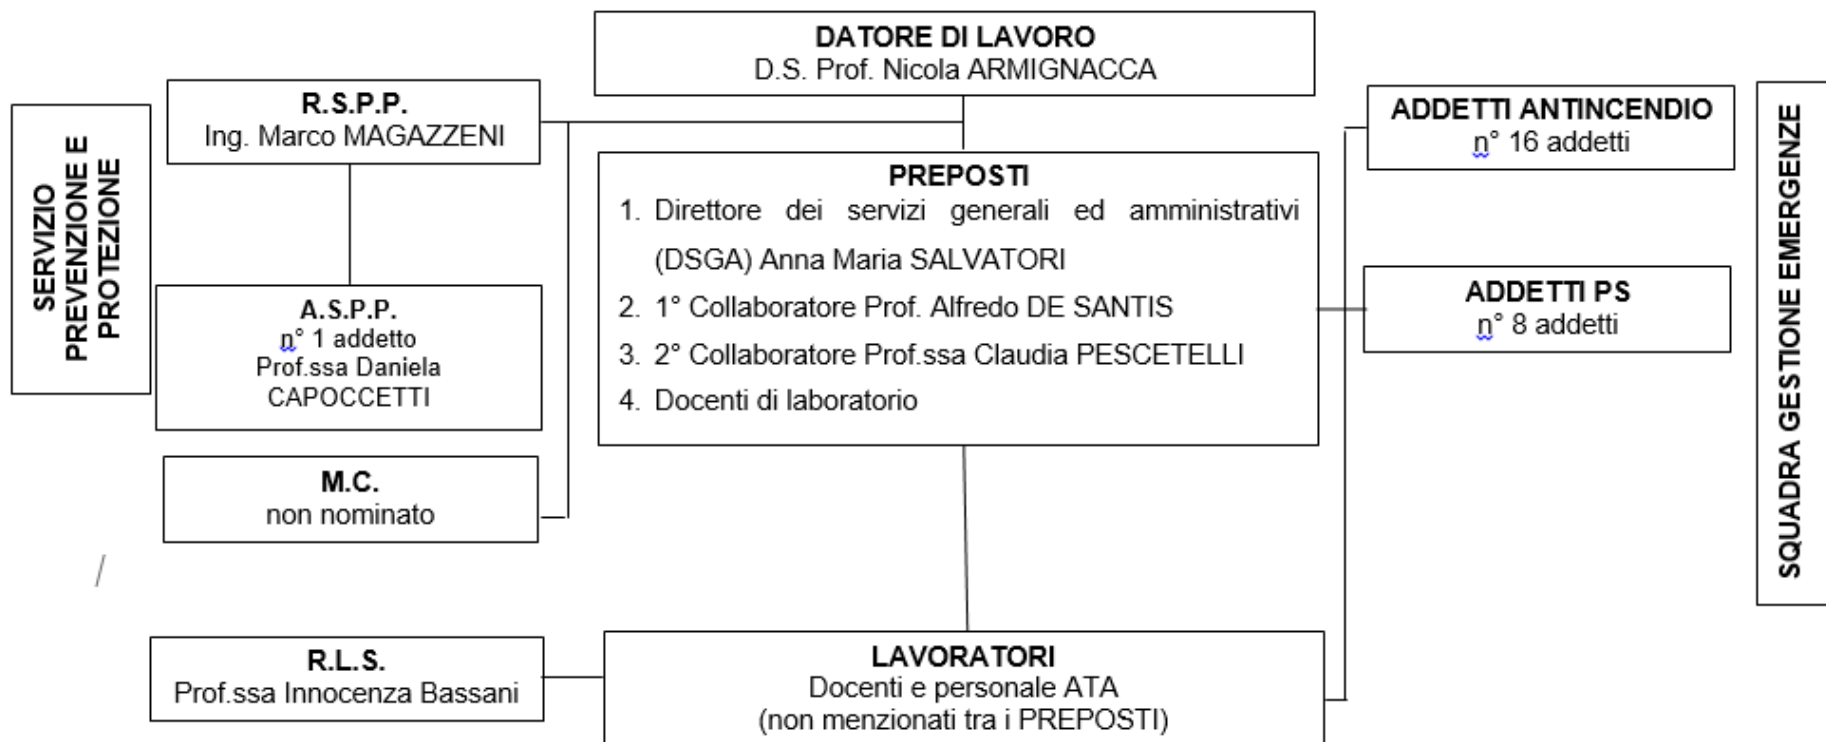 DATORE DI LAVORO
D.S. Prof. Nicola ARMIGNACCA
R.S.P.P.
Ing. Marco MAGAZZENI
ADDETTI ANTINCENDIO
n° 16 addetti
SERVIZIO
PREVENZIONE E
PROTEZIONE
PREPOSTI
1. Direttore dei servizi generali ed amministrativi
(DSGA) Anna Maria SALVATORI
2. 1° Collaboratore Prof. Alfredo DE SANTIS
3. 2° Collaboratore Prof.ssa Claudia PESCETELLI
4. Docenti di laboratorio
A.S.P.P.
n° 1 addetto
Prof.ssa Daniela
CAPOCCETTI
ADDETTI PS
n° 8 addetti
SQUADRA GESTIONE EMERGENZE
M.C.
non nominato
/
R.L.S.
Prof.ssa Innocenza Bassani
LAVORATORI
Docenti e personale ATA
(non menzionati tra i PREPOSTI)